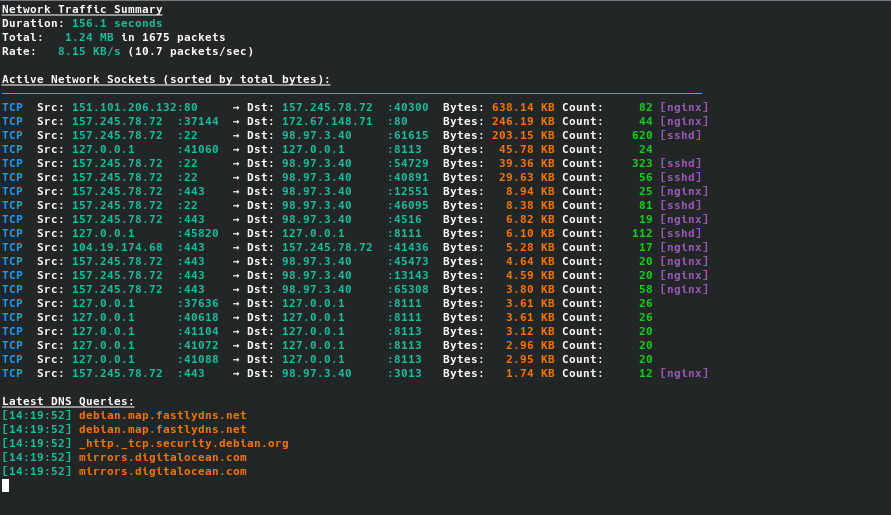 Network Traffic Summary
Duration: 156.1 seconds
Total:   1.24 MB in 1675 packets
Rate:   8.15 KB/s (10.7 packets/sec)
Active Network Sockets (sorted by total bytes):
TCP  Src: 151.101.206.132:80     → Dst: 157.245.78.72  :40300  Bytes: 638.14 KB Count:     82 [nginx]
TCP  Src: 157.245.78.72  :37144  → Dst: 172.67.148.71  :80     Bytes: 246.19 KB Count:     44 [nginx]
TCP  Src: 157.245.78.72  :22     → Dst: 98.97.3.40     :61615  Bytes: 203.15 KB Count:    620 [sshd]
TCP  Src: 127.0.0.1      :41060  → Dst: 127.0.0.1      :8113   Bytes:  45.78 KB Count:     24
TCP  Src: 157.245.78.72  :22     → Dst: 98.97.3.40     :54729  Bytes:  39.36 KB Count:    323 [sshd]
TCP  Src: 157.245.78.72  :22     → Dst: 98.97.3.40     :40891  Bytes:  29.63 KB Count:     56 [sshd]
TCP  Src: 157.245.78.72  :443    → Dst: 98.97.3.40     :12551  Bytes:   8.94 KB Count:     25 [nginx]
TCP  Src: 157.245.78.72  :22     → Dst: 98.97.3.40     :46095  Bytes:   8.38 KB Count:     81 [sshd]
TCP  Src: 157.245.78.72  :443    → Dst: 98.97.3.40     :4516   Bytes:   6.82 KB Count:     19 [nginx]
TCP  Src: 127.0.0.1      :45820  → Dst: 127.0.0.1      :8111   Bytes:   6.10 KB Count:    112 [sshd]
TCP  Src: 104.19.174.68  :443    → Dst: 157.245.78.72  :41436  Bytes:   5.28 KB Count:     17 [nginx]
TCP  Src: 157.245.78.72  :443    → Dst: 98.97.3.40     :45473  Bytes:   4.64 KB Count:     20 [nginx]
TCP  Src: 157.245.78.72  :443    → Dst: 98.97.3.40     :13143  Bytes:   4.59 KB Count:     20 [nginx]
TCP  Src: 157.245.78.72  :443    → Dst: 98.97.3.40     :65308  Bytes:   3.80 KB Count:     58 [nginx]
TCP  Src: 127.0.0.1      :37636  → Dst: 127.0.0.1      :8111   Bytes:   3.61 KB Count:     26
TCP  Src: 127.0.0.1      :40618  → Dst: 127.0.0.1      :8111   Bytes:   3.61 KB Count:     26
TCP  Src: 127.0.0.1      :41104  → Dst: 127.0.0.1      :8113   Bytes:   3.12 KB Count:     20
TCP  Src: 127.0.0.1      :41072  → Dst: 127.0.0.1      :8113   Bytes:   2.96 KB Count:     20
TCP  Src: 127.0.0.1      :41088  → Dst: 127.0.0.1      :8113   Bytes:   2.95 KB Count:     20
TCP  Src: 157.245.78.72  :443    → Dst: 98.97.3.40     :3013   Bytes:   1.74 KB Count:     12 [nginx]
Latest DNS Queries:
[14:19:52] debian.map.fastlydns.net
[14:19:52] debian.map.fastlydns.net
[14:19:52] _http._tcp.security.debian.org
[14:19:52] mirrors.digitalocean.com
[14:19:52] mirrors.digitalocean.com